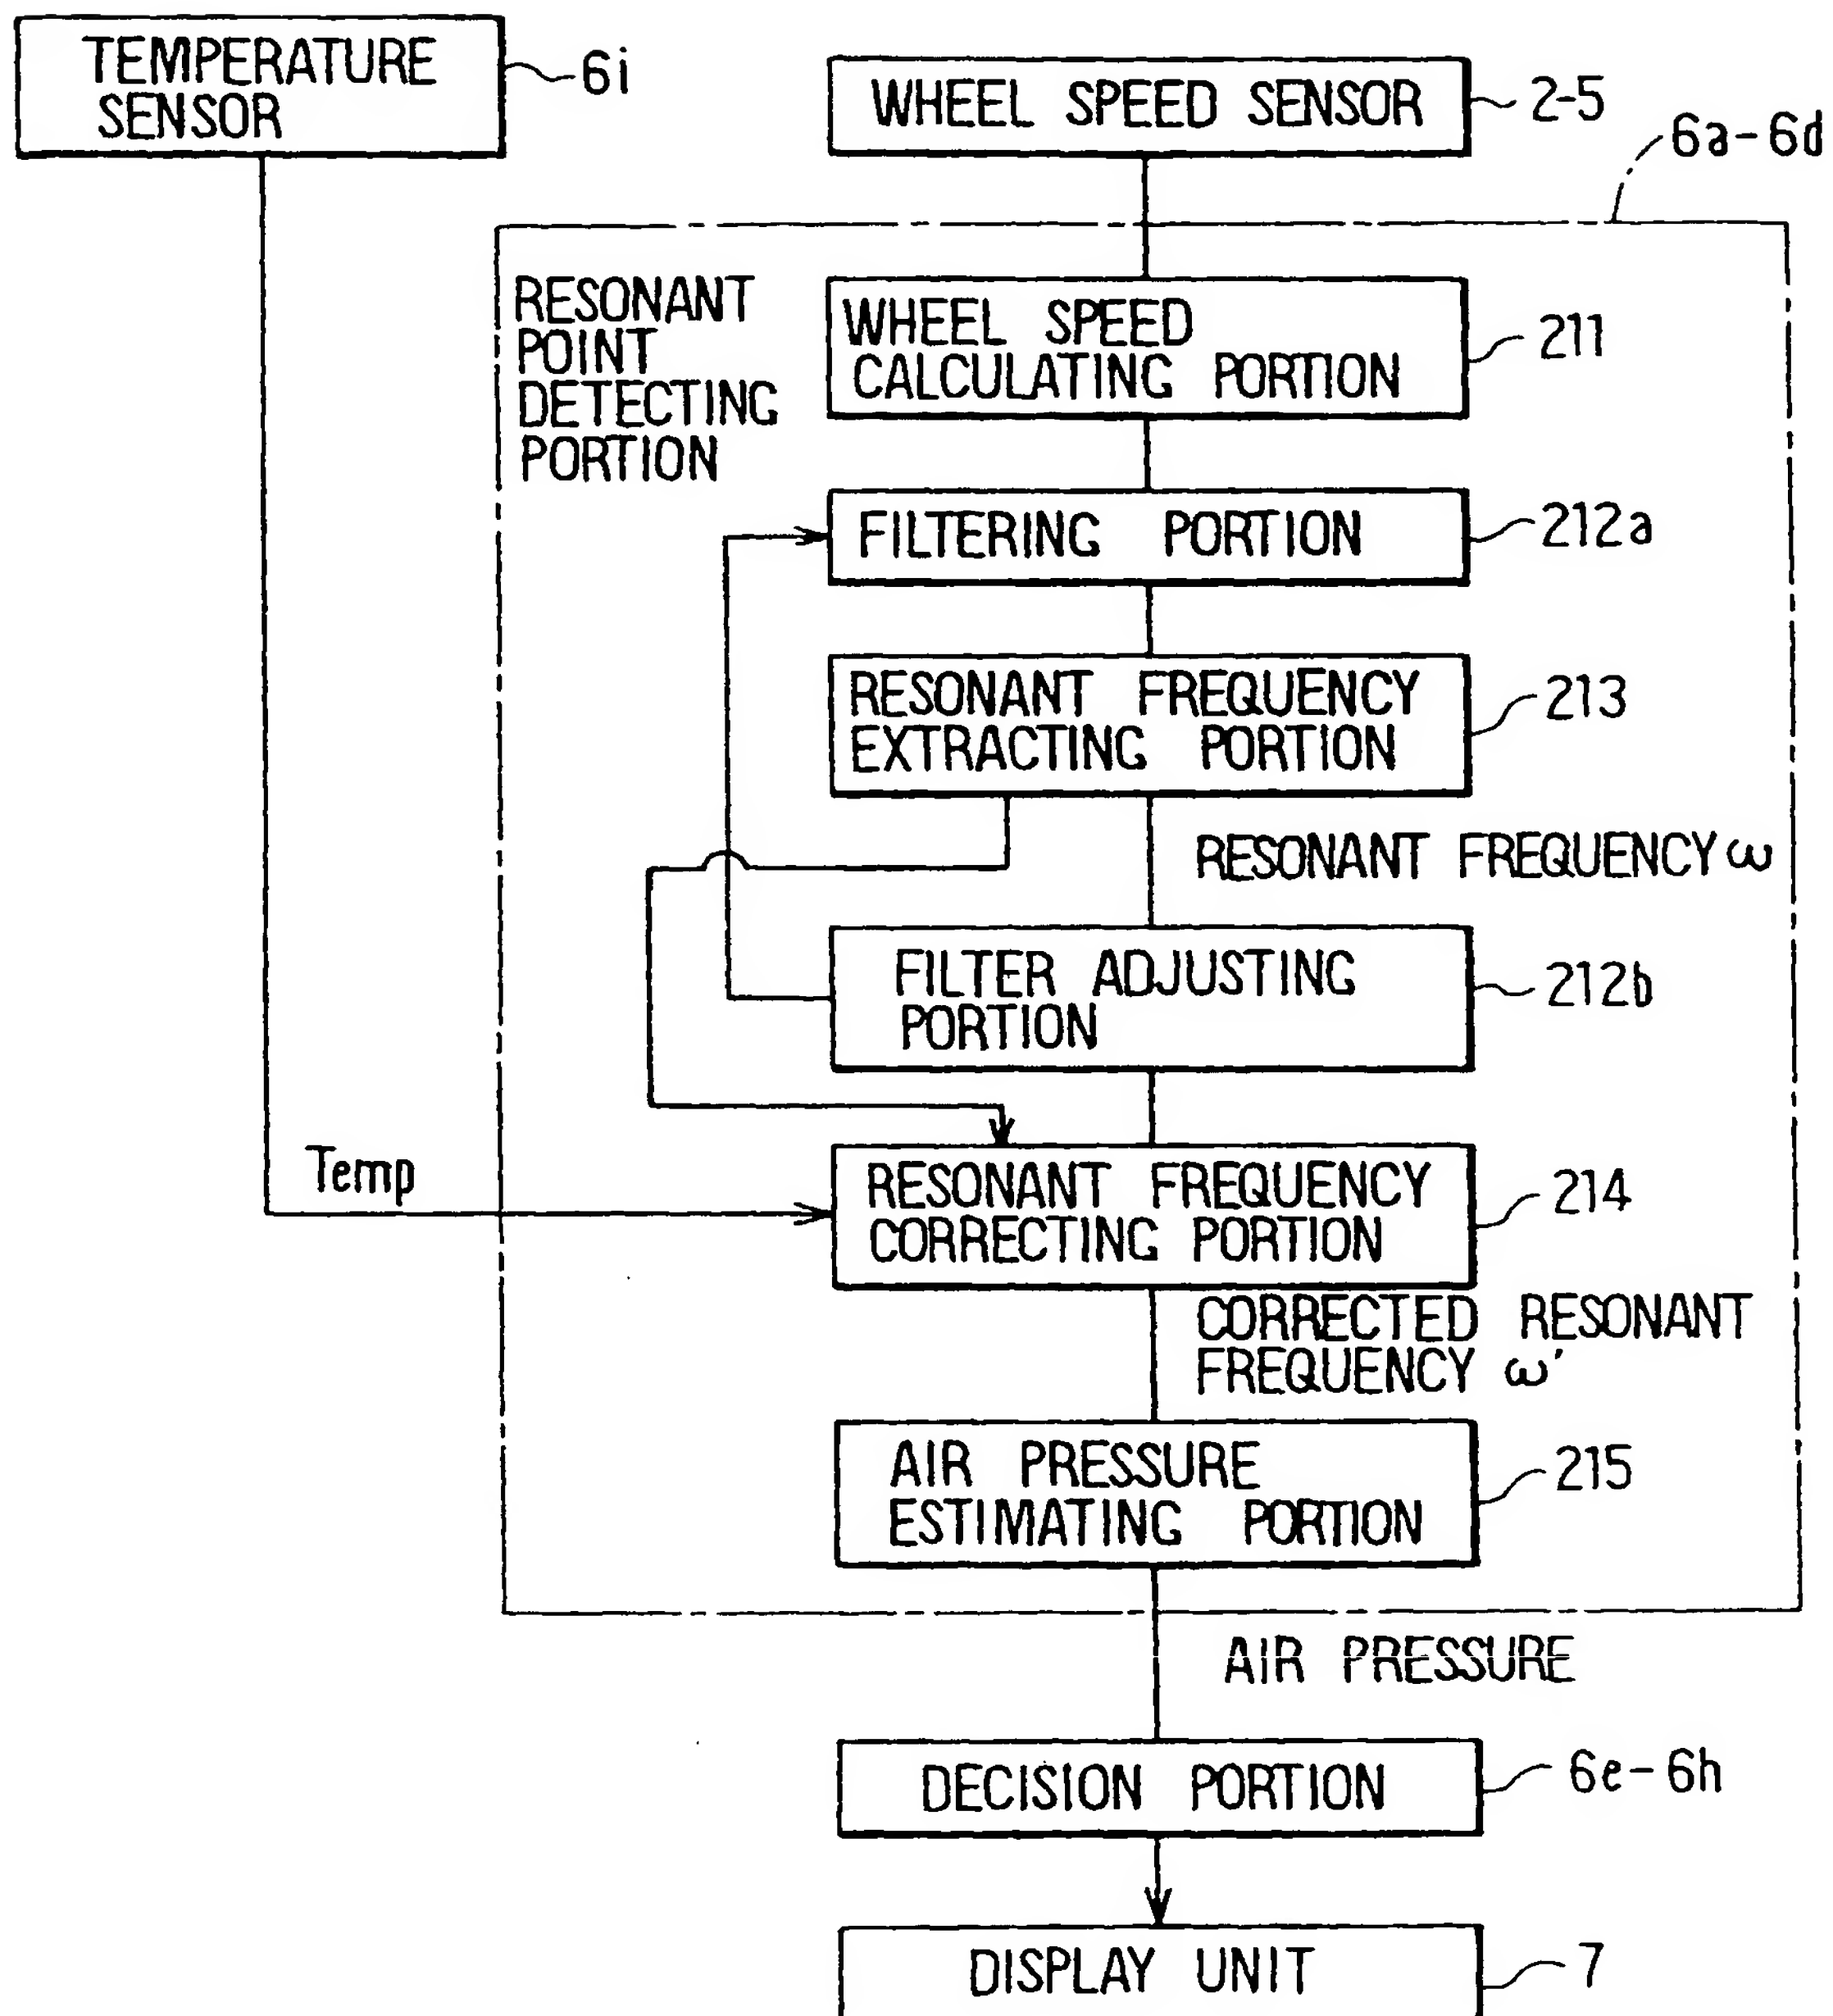 TEMPERATURE
SENSOR
6i
WHEEL SPEED SENSOR
2-5
6a-6d
RESONANT
POINT
DETECTING
PORTION
WHEEL SPEED
CALCULATING PORTION
211
FILTERING PORTION
212a
RESONANT FREQUENCY
EXTRACTING PORTION
213
RESONANT FREQUENCY ω
FILTER ADJUSTING
PORTION
212b
Temp
RESONANT FREQUENCY
CORRECTING PORTION
214
CORRECTED RESONANT
FREQUENCY ω'
AIR PRESSURE
ESTIMATING PORTION
215
AIR PRESSURE
DECISION PORTION
6e-6h
DISPLAY UNIT
7